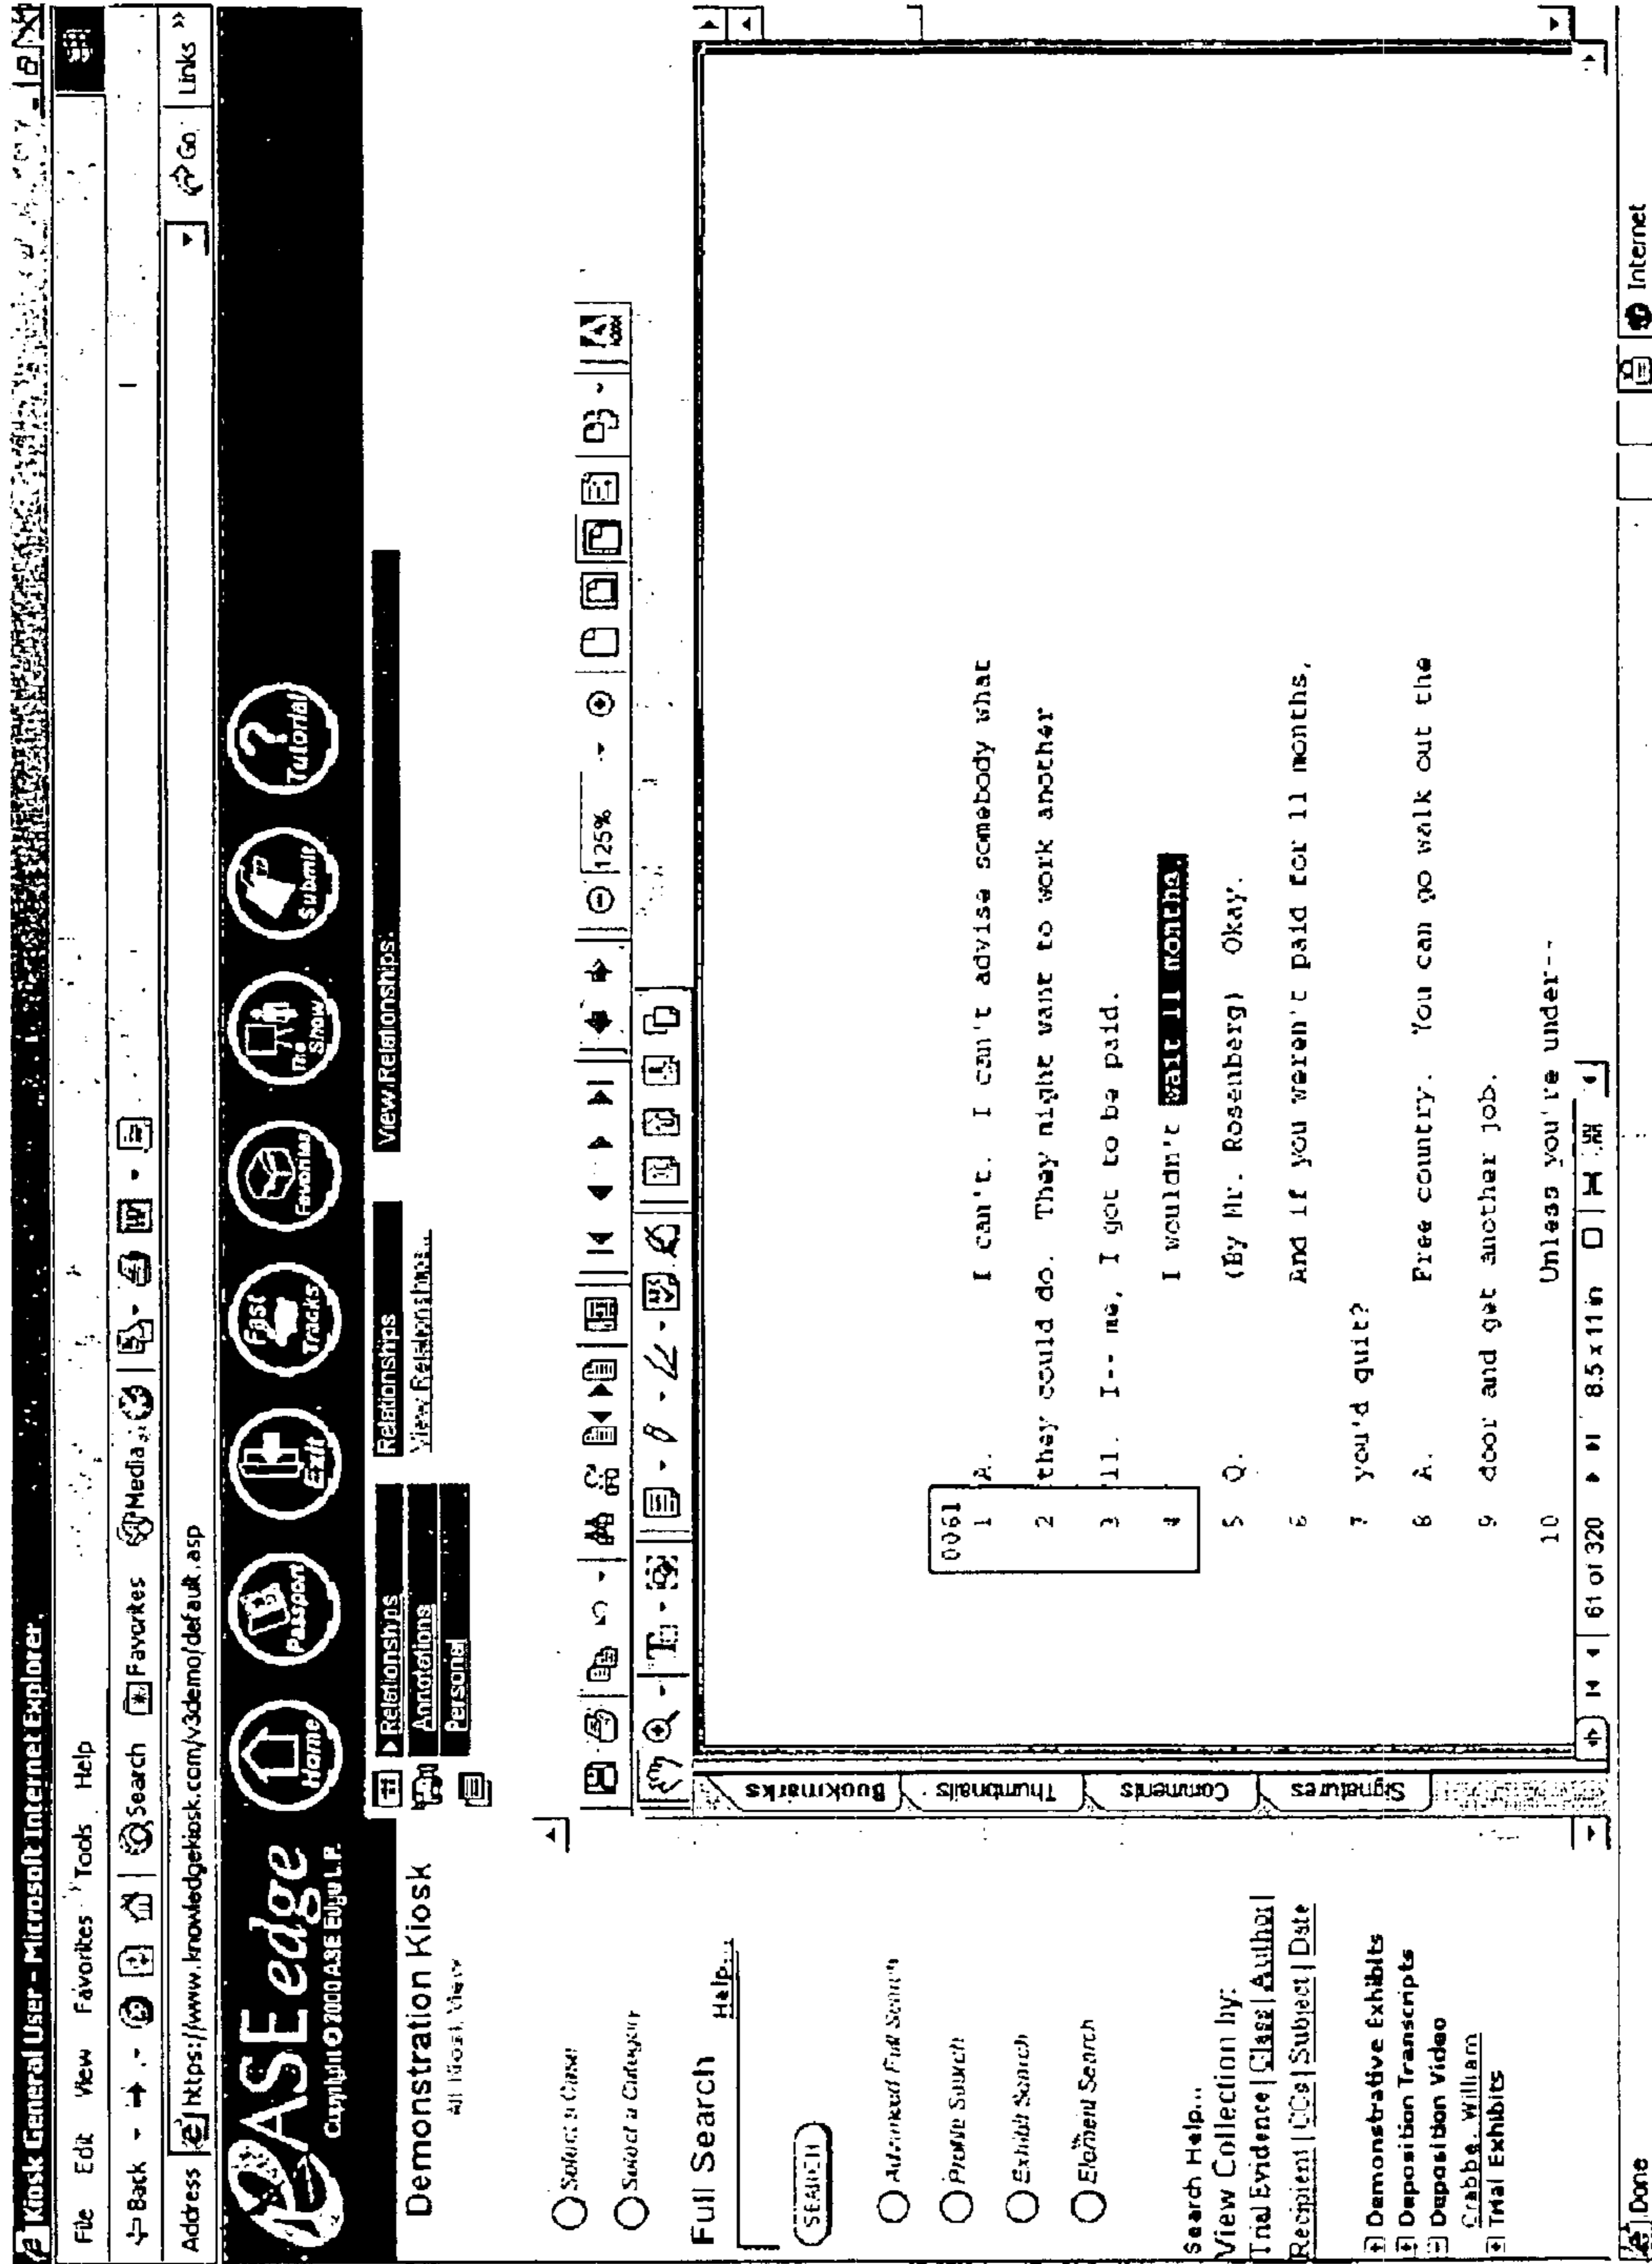 Kiosk General User - Microsoft Internet Explorer
File Edit View Favorites Tools Help
Back Search Favorites Media
Address https://www.knowledgekiosk.com/v3demo/default.asp Go Links »
eASE edge
Copyright © 2000 ASE Edge L.P.
Home
Passport
Exit
Fast Tracks
Favorites
The Show
Submit
? Tutorial
Demonstration Kiosk
All Kiosk View
Relationships
Annotations
Personal
Relationships
View Relationships...
View Relationships:
Select a Case
Select a Category
Full Search Help...
SEARCH
Advanced Full Search
Profile Search
Exhibit Search
Element Search
Search Help...
View Collection by:
Trial Evidence | Class | Author |
Recipient | CCs | Subject | Date
Demonstrative Exhibits
Deposition Transcripts
Deposition Video
Crabbe, William
Trial Exhibits
125%
Bookmarks
Thumbnails
Comments
Signatures
0061
1 A. I can't. I can't advise somebody what
2 they could do. They might want to work another
3 11. I-- me, I got to be paid.
4 I wouldn't wait 11 months.
5 Q. (By Mr. Rosenberg) Okay.
6 And if you weren't paid for 11 months,
7 you'd quit?
8 A. Free country. You can go walk out the
9 door and get another job.
10 Unless you're under--
61 of 320 8.5 x 11 in
Done Internet